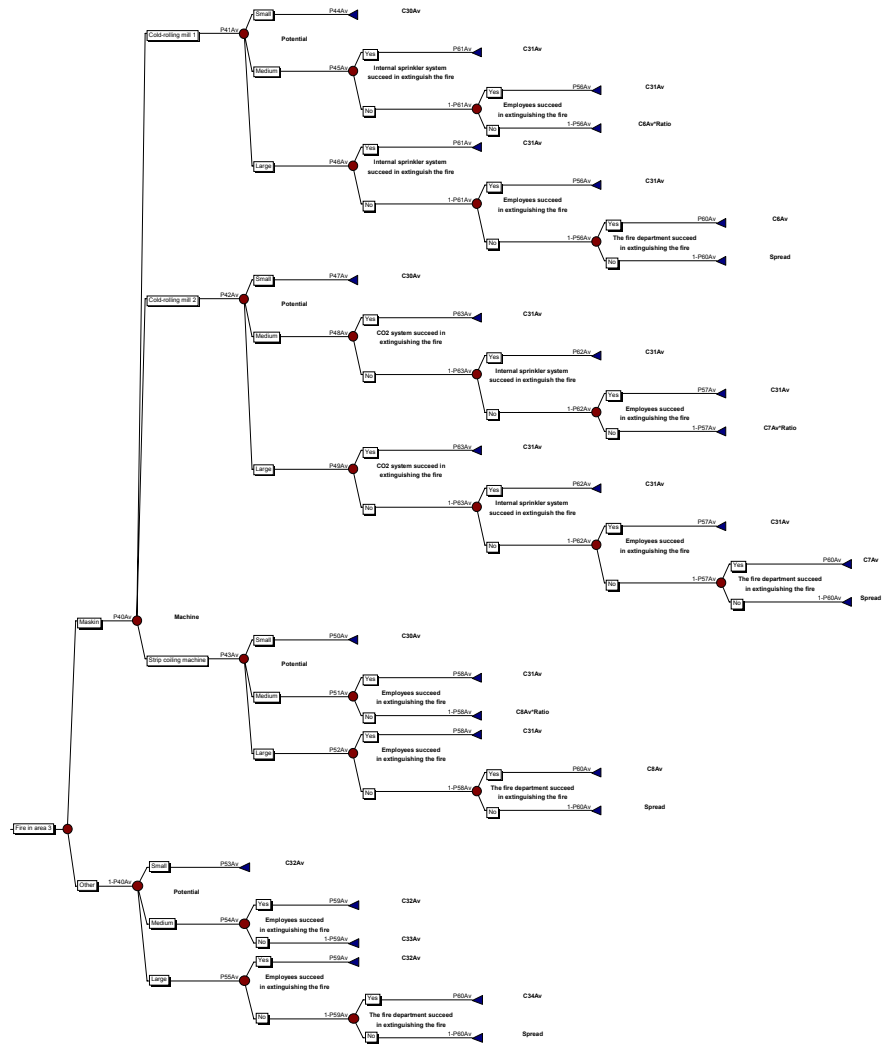 Small
P44Av
C30Av
Cold-rolling mill 1
P41Av
Potential
Yes
P61Av
C31Av
Medium
P45Av
Internal sprinkler system
succeed in extinguish the fire
Yes
P56Av
C31Av
No
1-P61Av
Employees succeed
in extinguishing the fire
No
1-P56Av
C6Av*Ratio
Yes
P61Av
C31Av
Large
P46Av
Internal sprinkler system
succeed in extinguish the fire
Yes
P56Av
C31Av
No
1-P61Av
Employees succeed
in extinguishing the fire
Yes
P60Av
C6Av
No
1-P56Av
The fire department succeed
in extinguishing the fire
No
1-P60Av
Spread
Small
P47Av
C30Av
Cold-rolling mill 2
P42Av
Potential
Yes
P63Av
C31Av
Medium
P48Av
CO2 system succeed in
extinguishing the fire
Yes
P62Av
C31Av
No
1-P63Av
Internal sprinkler system
succeed in extinguish the fire
Yes
P57Av
C31Av
No
1-P62Av
Employees succeed
in extinguishing the fire
No
1-P57Av
C7Av*Ratio
Yes
P63Av
C31Av
Large
P49Av
CO2 system succeed in
extinguishing the fire
Yes
P62Av
C31Av
No
1-P63Av
Internal sprinkler system
succeed in extinguish the fire
Yes
P57Av
C31Av
No
1-P62Av
Employees succeed
in extinguishing the fire
Yes
P60Av
C7Av
No
1-P57Av
The fire department succeed
in extinguishing the fire
No
1-P60Av
Spread
Maskin
P40Av
Machine
Small
P50Av
C30Av
Strip coiling machine
P43Av
Potential
Yes
P58Av
C31Av
Medium
P51Av
Employees succeed
in extinguishing the fire
No
1-P58Av
C8Av*Ratio
Yes
P58Av
C31Av
Large
P52Av
Employees succeed
in extinguishing the fire
Yes
P60Av
C8Av
No
1-P58Av
The fire department succeed
in extinguishing the fire
No
1-P60Av
Spread
Fire in area 3
Small
P53Av
C32Av
Other
1-P40Av
Potential
Yes
P59Av
C32Av
Medium
P54Av
Employees succeed
in extinguishing the fire
No
1-P59Av
C33Av
Yes
P59Av
C32Av
Large
P55Av
Employees succeed
in extinguishing the fire
Yes
P60Av
C34Av
No
1-P59Av
The fire department succeed
in extinguishing the fire
No
1-P60Av
Spread